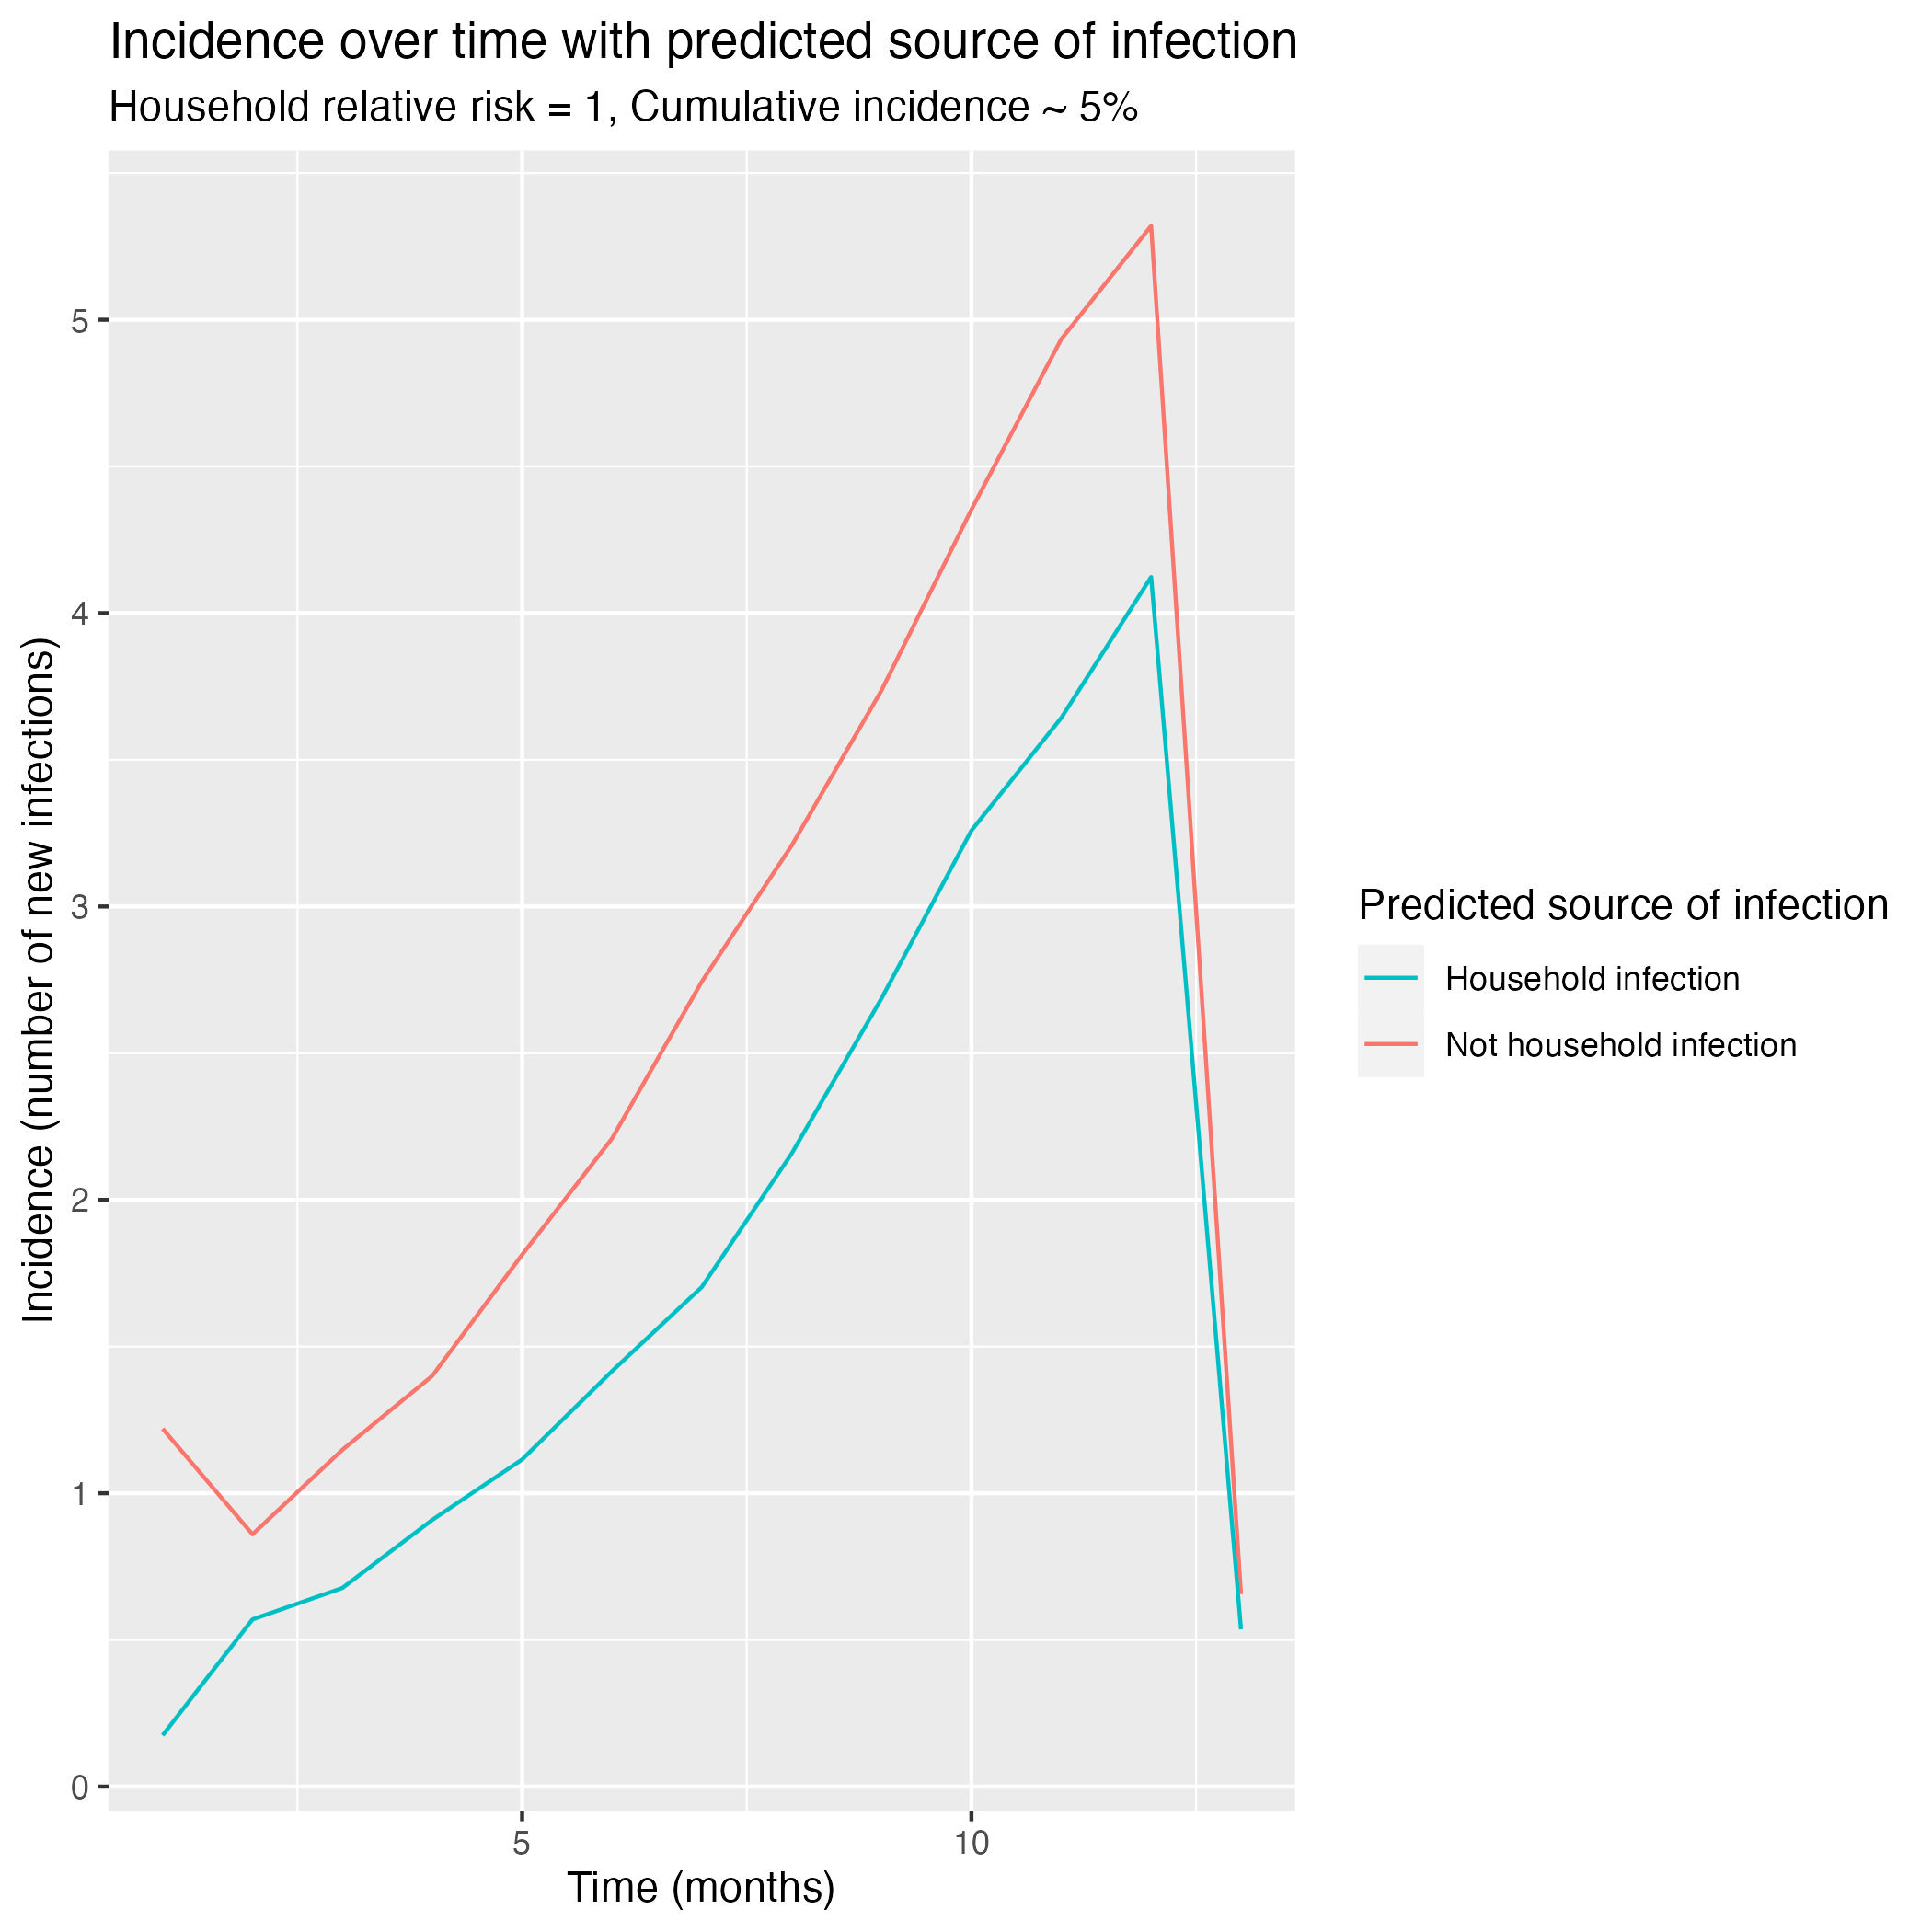 Incidence over time with predicted source of infection
Household relative risk = 1, Cumulative incidence ~ 5%
Incidence (number of new infections)
5
4
3
2
1
0
5 10
Time (months)
Predicted source of infection
Household infection
Not household infection